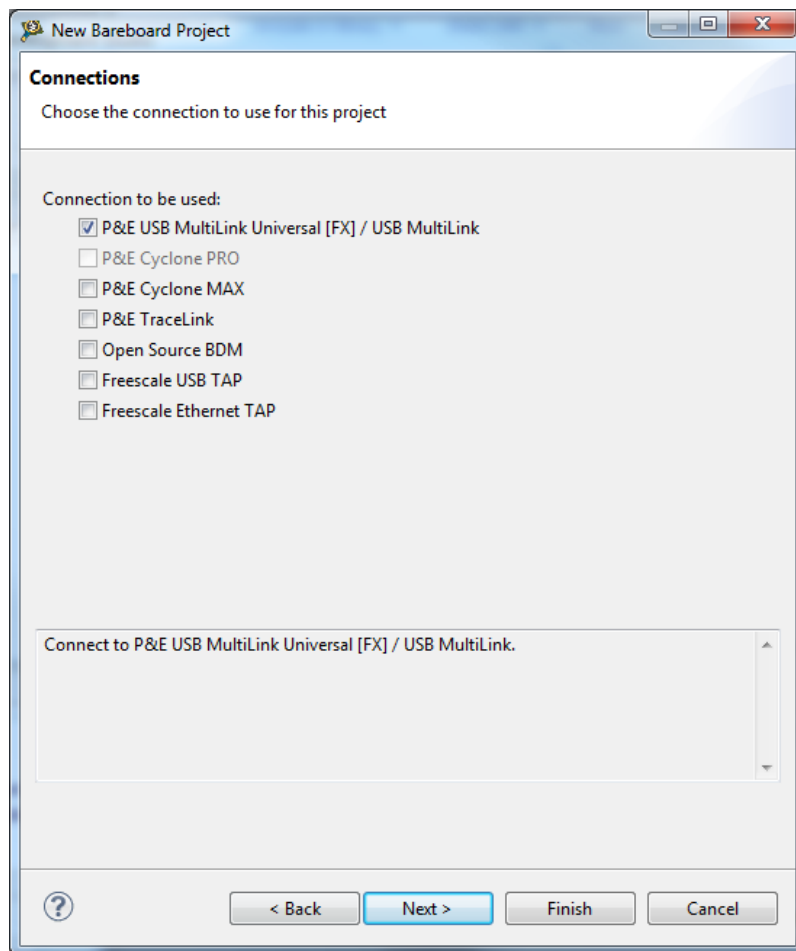 New Bareboard Project
Connections
Choose the connection to use for this project
Connection to be used:
P&E USB MultiLink Universal [FX] / USB MultiLink
P&E Cyclone PRO
P&E Cyclone MAX
P&E TraceLink
Open Source BDM
Freescale USB TAP
Freescale Ethernet TAP
Connect to P&E USB MultiLink Universal [FX] / USB MultiLink.
? < Back Next > Finish Cancel